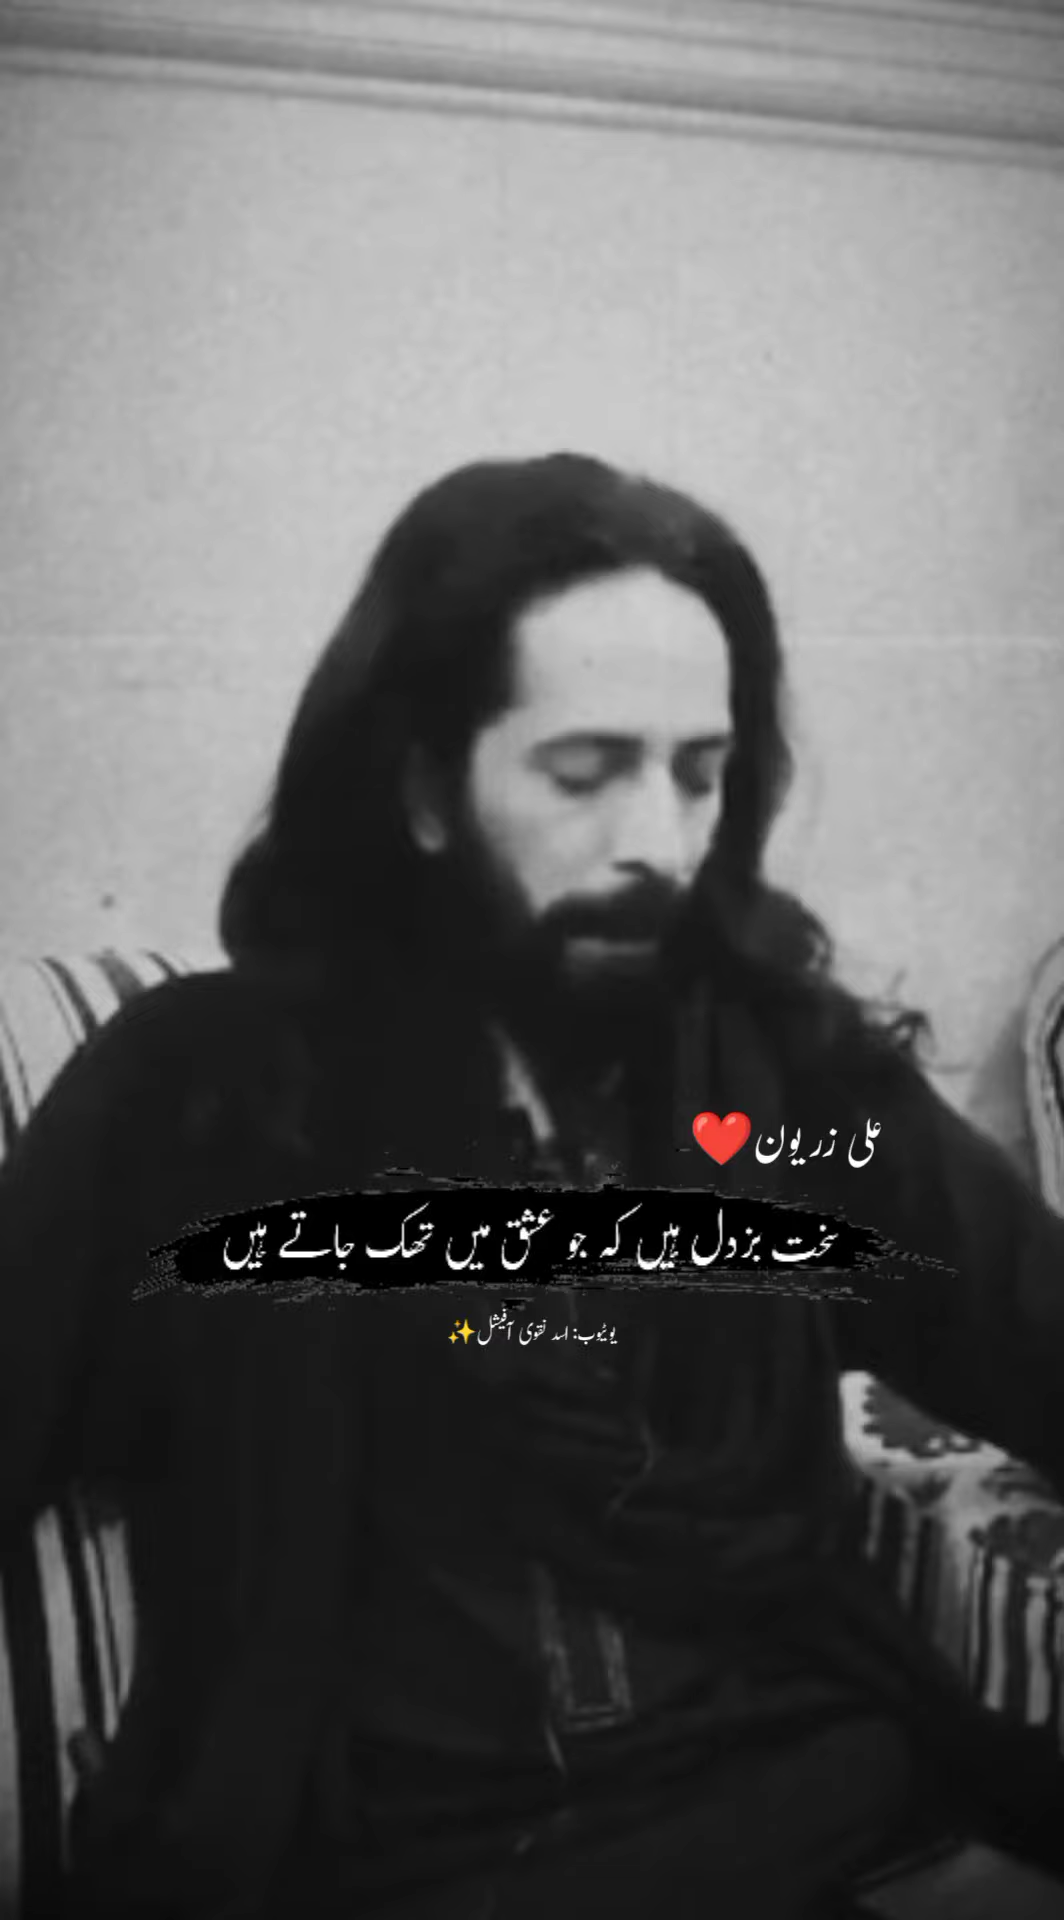 علی زریون❤️
سخت بزدل ہیں کہ جو عشق میں تھک جاتے ہیں
یوٹیوب: اسد نقوی آفیشل✨